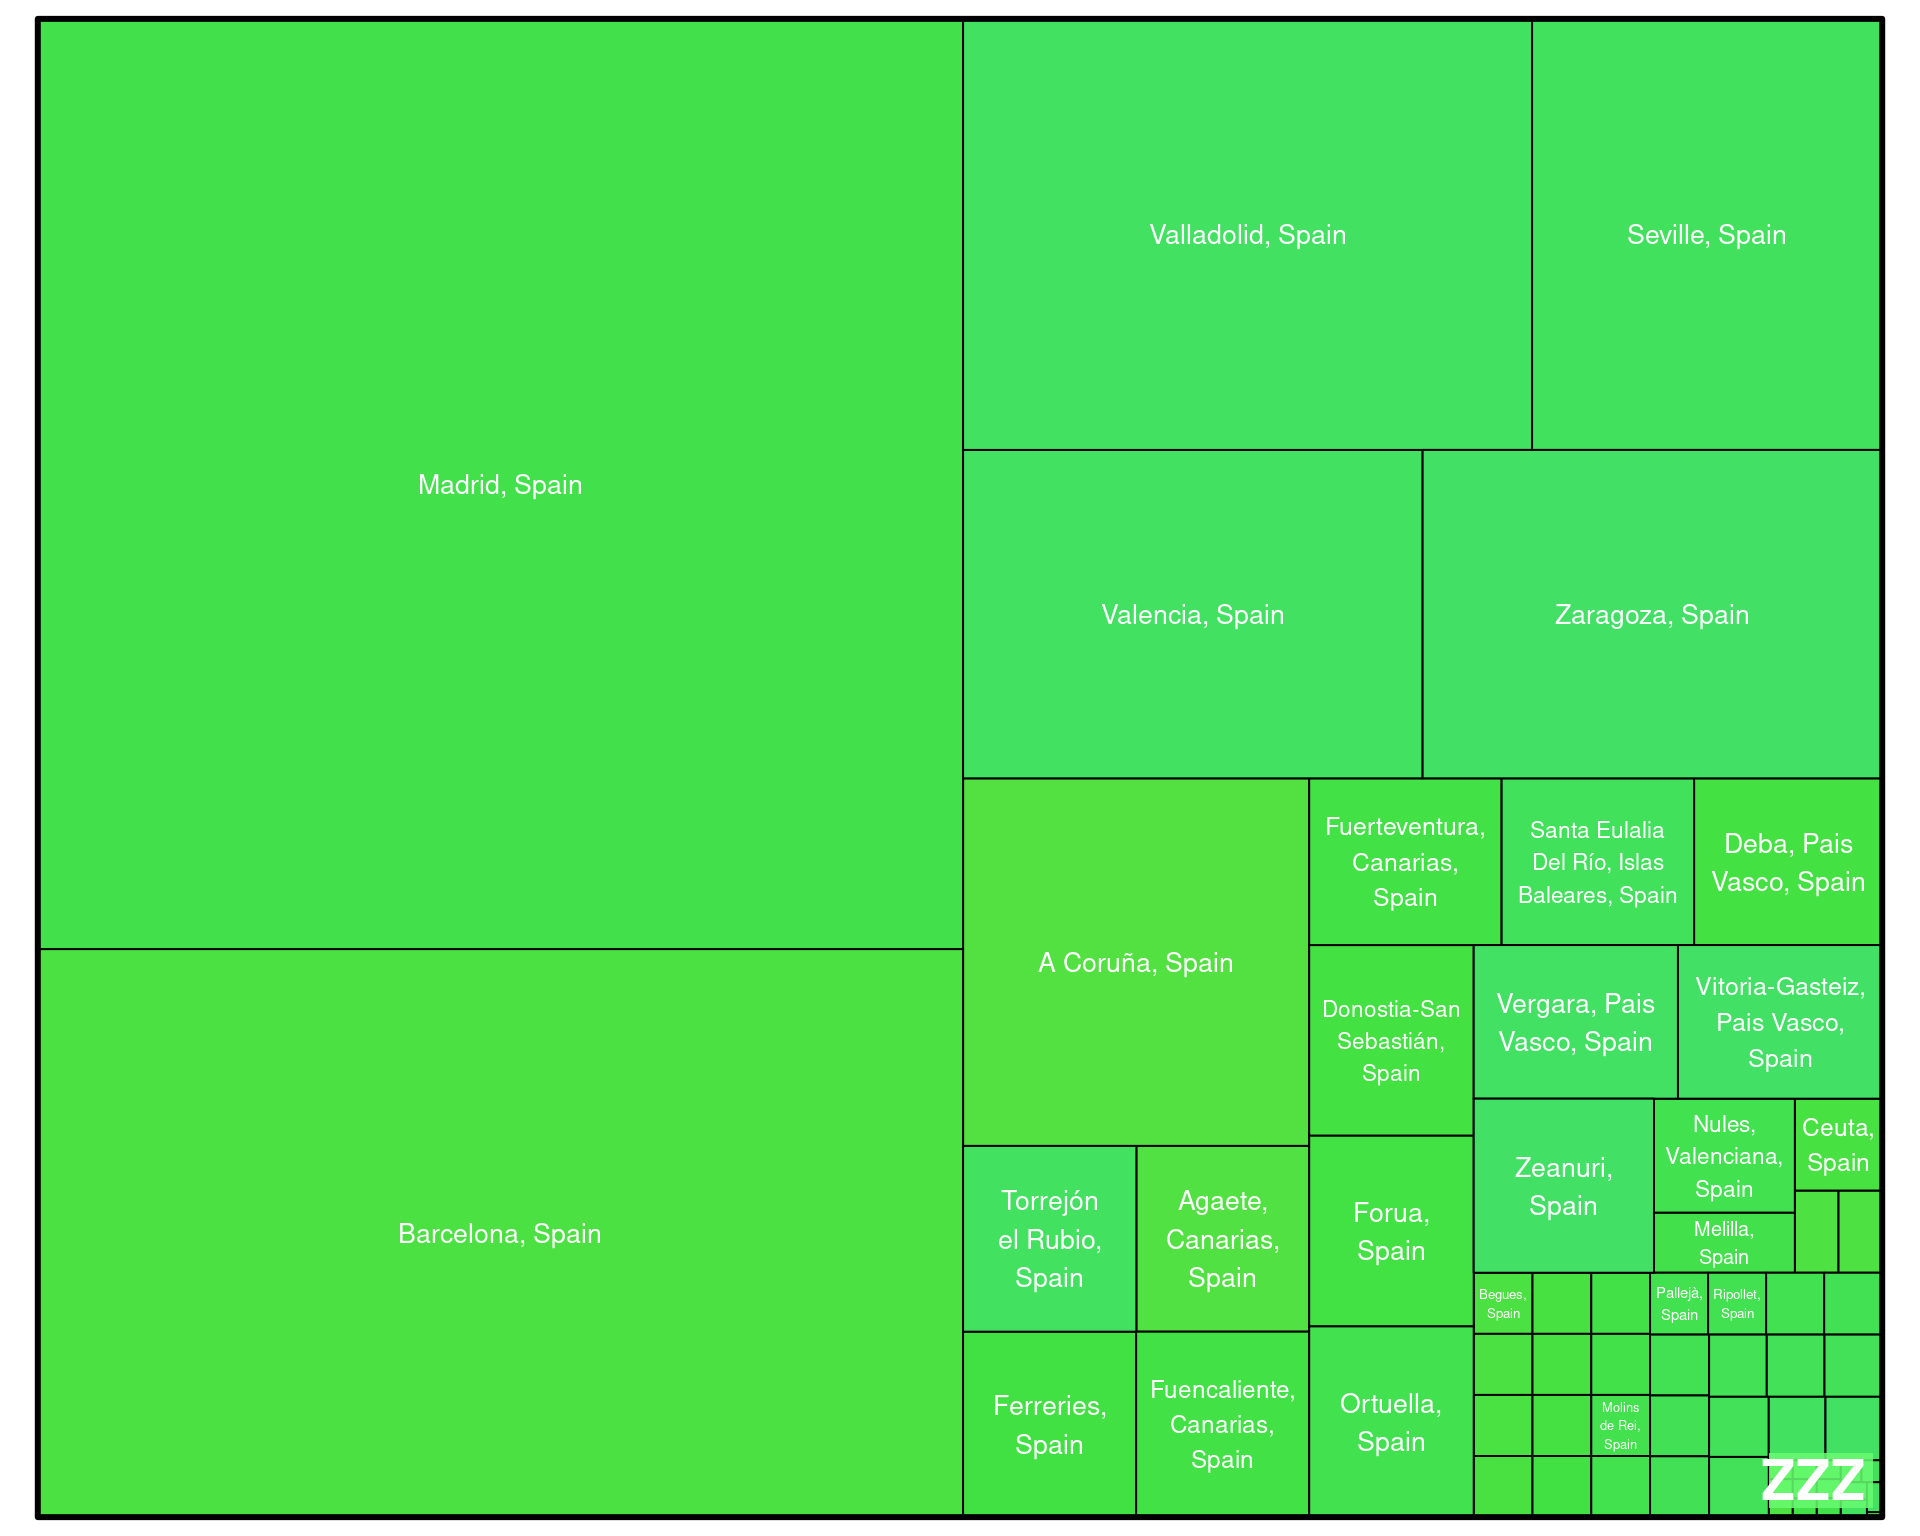 Madrid, Spain
Barcelona, Spain
Valladolid, Spain
Seville, Spain
Valencia, Spain
Zaragoza, Spain
A Coruña, Spain
Fuerteventura,
Canarias,
Spain
Santa Eulalia
Del Río, Islas
Baleares, Spain
Deba, Pais
Vasco, Spain
Donostia-San
Sebastián,
Spain
Vergara, Pais
Vasco, Spain
Vitoria-Gasteiz,
Pais Vasco,
Spain
Torrejón
el Rubio,
Spain
Agaete,
Canarias,
Spain
Forua,
Spain
Zeanuri,
Spain
Nules,
Valenciana,
Spain
Ceuta,
Spain
Melilla,
Spain
Ferreries,
Spain
Fuencaliente,
Canarias,
Spain
Ortuella,
Spain
Begues,
Spain
Pallejà,
Spain
Ripollet,
Spain
Molins
de Rei,
Spain
ZZZ